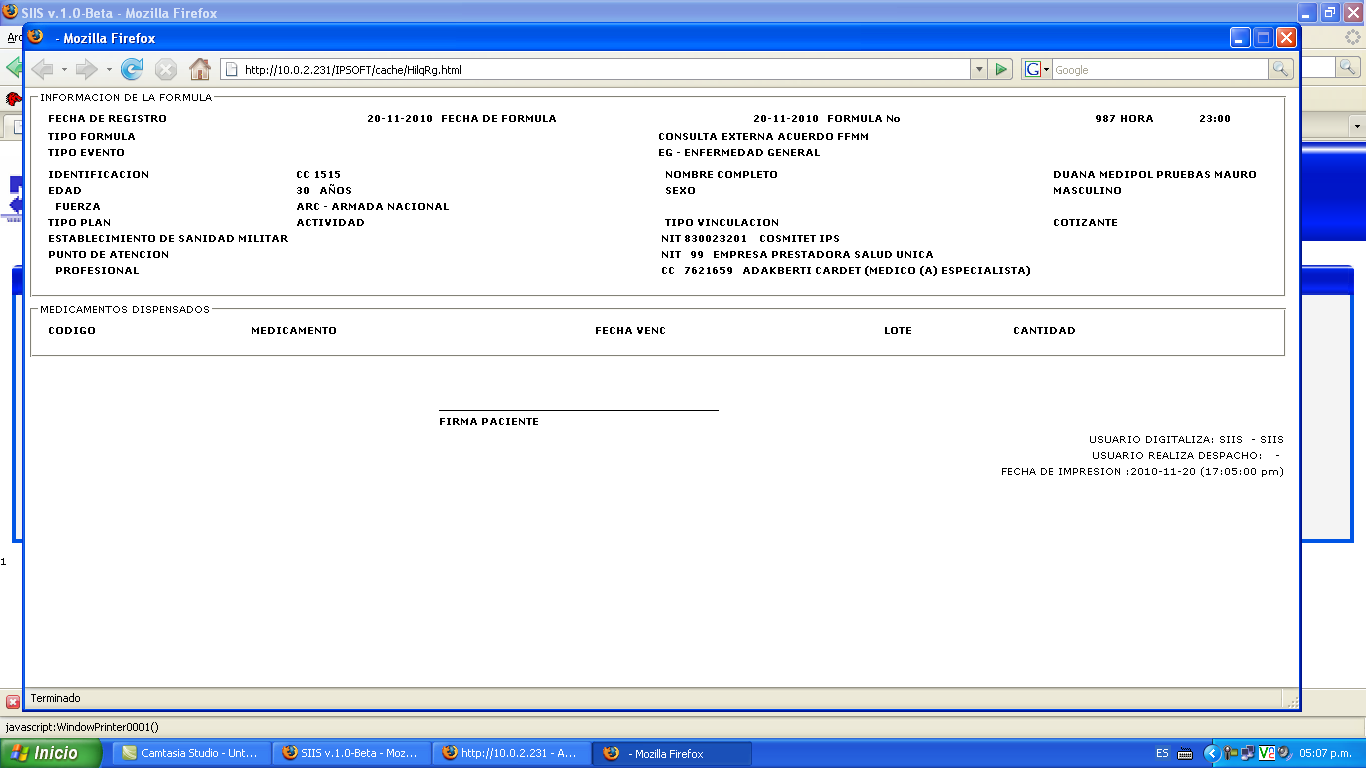 SIIS v.1.0-Beta - Mozilla Firefox
- Mozilla Firefox
http://10.0.2.231/IPSOFT/cache/HilqRg.html
Google
INFORMACION DE LA FORMULA
FECHA DE REGISTRO 20-11-2010 FECHA DE FORMULA 20-11-2010 FORMULA No 987 HORA 23:00
TIPO FORMULA CONSULTA EXTERNA ACUERDO FFMM
TIPO EVENTO EG - ENFERMEDAD GENERAL
IDENTIFICACION CC 1515 NOMBRE COMPLETO DUANA MEDIPOL PRUEBAS MAURO
EDAD 30 AÑOS SEXO MASCULINO
FUERZA ARC - ARMADA NACIONAL
TIPO PLAN ACTIVIDAD TIPO VINCULACION COTIZANTE
ESTABLECIMIENTO DE SANIDAD MILITAR NIT 830023201 COSMITET IPS
PUNTO DE ATENCION NIT 99 EMPRESA PRESTADORA SALUD UNICA
PROFESIONAL CC 7621659 ADAKBERTI CARDET (MEDICO (A) ESPECIALISTA)
MEDICAMENTOS DISPENSADOS
CODIGO MEDICAMENTO FECHA VENC LOTE CANTIDAD
FIRMA PACIENTE
USUARIO DIGITALIZA: SIIS - SIIS
USUARIO REALIZA DESPACHO: -
FECHA DE IMPRESION :2010-11-20 (17:05:00 pm)
1
Terminado
javascript:WindowPrinter0001()
Inicio Camtasia Studio - Unt... SIIS v.1.0-Beta - Moz... http://10.0.2.231 - A... - Mozilla Firefox ES 05:07 p.m.